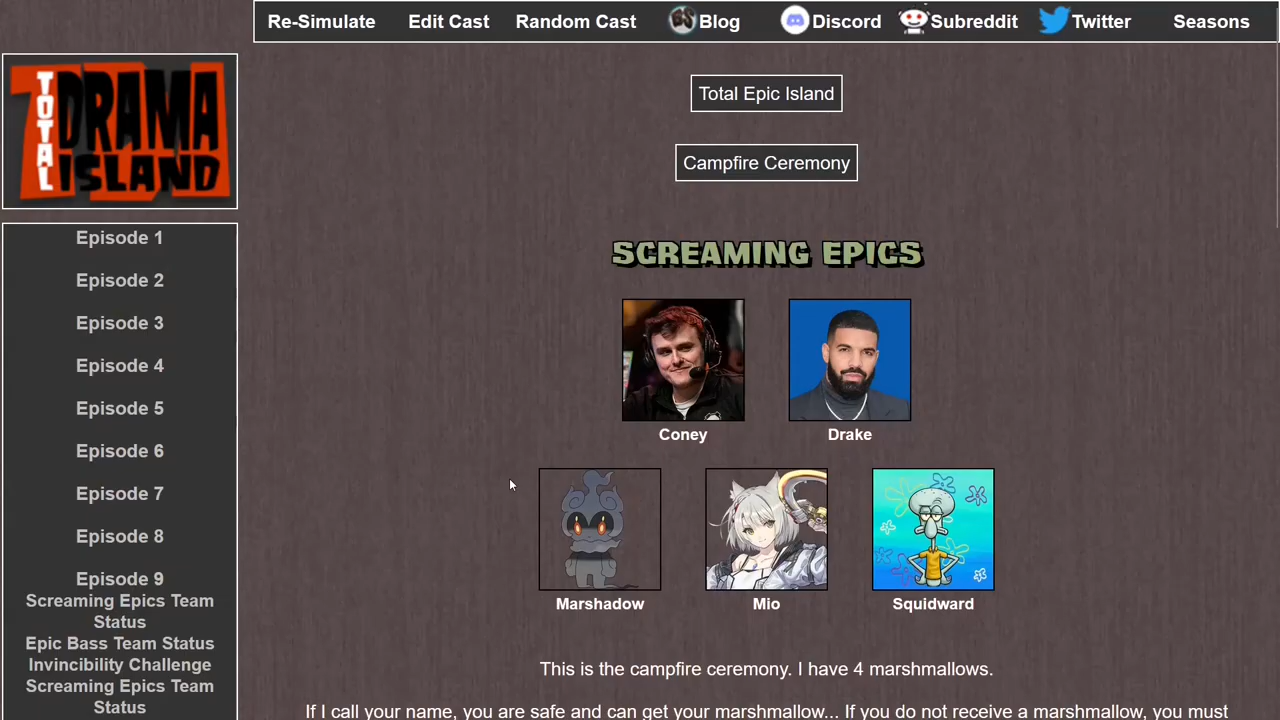 Re-Simulate Edit Cast Random Cast Blog Discord Subreddit Twitter Seasons
TOTAL
DRAMA
ISLAND
Total Epic Island
Campfire Ceremony
SCREAMING EPICS
Coney Drake
Marshadow Mio Squidward
This is the campfire ceremony. I have 4 marshmallows.
If I call your name, you are safe and can get your marshmallow... If you do not receive a marshmallow, you must
Episode 1
Episode 2
Episode 3
Episode 4
Episode 5
Episode 6
Episode 7
Episode 8
Episode 9
Screaming Epics Team
Status
Epic Bass Team Status
Invincibility Challenge
Screaming Epics Team
Status